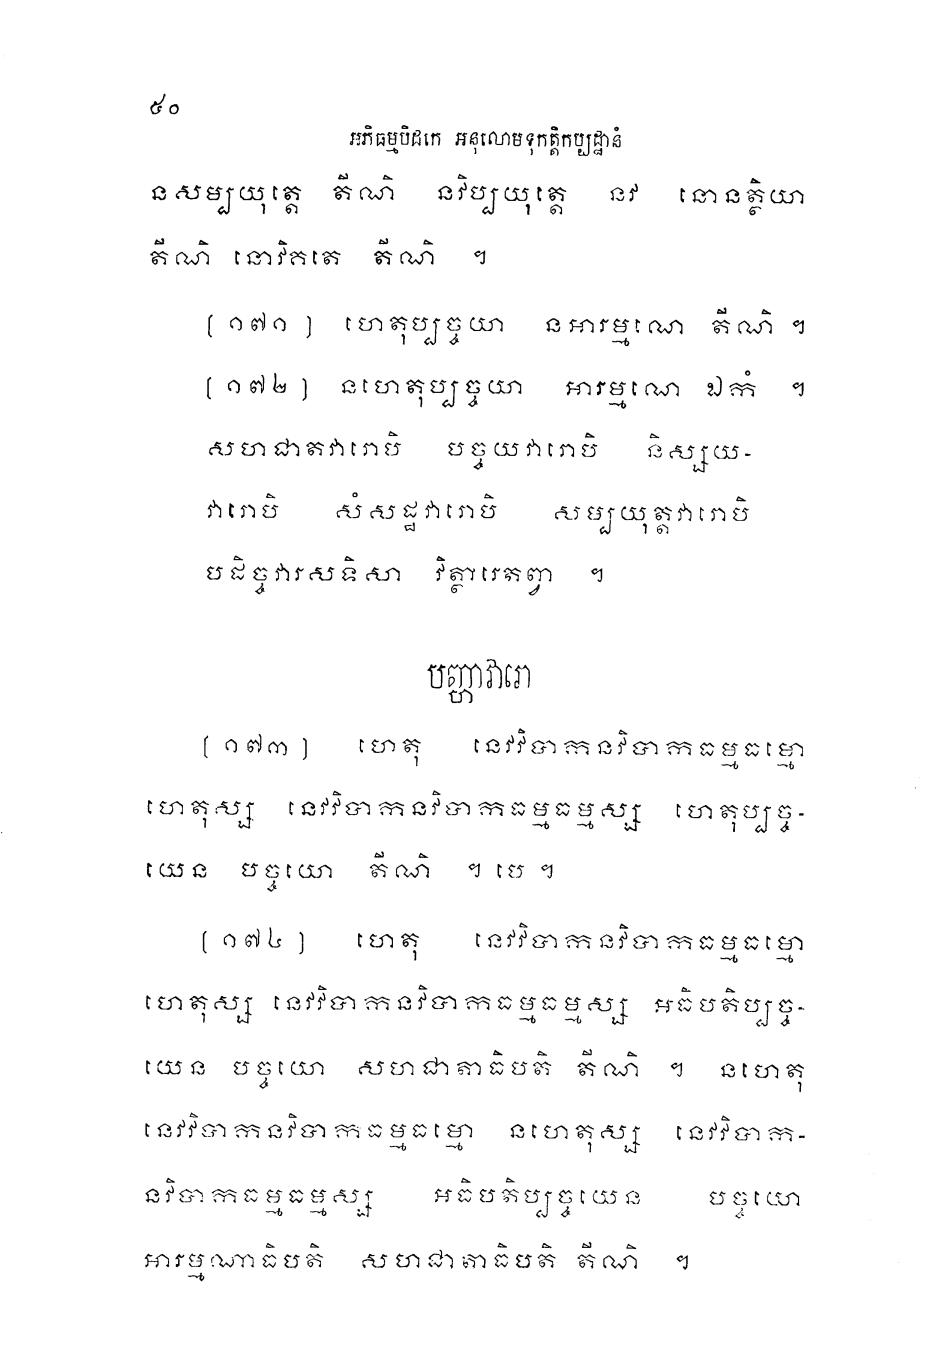 ៥០
អភិធម្មបិដកេ អនុលោមទុកត្តិកប្បដ្ឋានំ
នសម្បយុត្តេ តីណិ នវិប្បយុត្តេ នវ នោនត្ថិយា
តីណិ នោវិគតេ តីណិ ។
[ ១៧១ ] ហេតុប្បច្ចយា នអារម្មណេ តីណិ ។
[ ១៧២ ] នហេតុប្បច្ចយា អារម្មណេ ឯកំ ។
សហជាតវារោបិ បច្ចយវារោបិ និស្សយ-
វារោបិ សំសដ្ឋវារោបិ សម្បយុត្តវារោបិ
បដិច្ចវារសទិសា វិត្ថារេតព្វា ។
បញ្ហាវារោ
[ ១៧៣ ] ហេតុ នេវវិបាកនវិបាកធម្មធម្មោ
ហេតុស្ស នេវវិបាកនវិបាកធម្មធម្មស្ស ហេតុប្បច្ច-
យេន បច្ចយោ តីណិ ។ បេ ។
[ ១៧៤ ] ហេតុ នេវវិបាកនវិបាកធម្មធម្មោ
ហេតុស្ស នេវវិបាកនវិបាកធម្មធម្មស្ស អធិបតិប្បច្ច-
យេន បច្ចយោ សហជាតាធិបតិ តីណិ ។ នហេតុ
នេវវិបាកនវិបាកធម្មធម្មោ នហេតុស្ស នេវវិបាក-
នវិបាកធម្មធម្មស្ស អធិបតិប្បច្ចយេន បច្ចយោ
អារម្មណាធិបតិ សហជាតាធិបតិ តីណិ ។